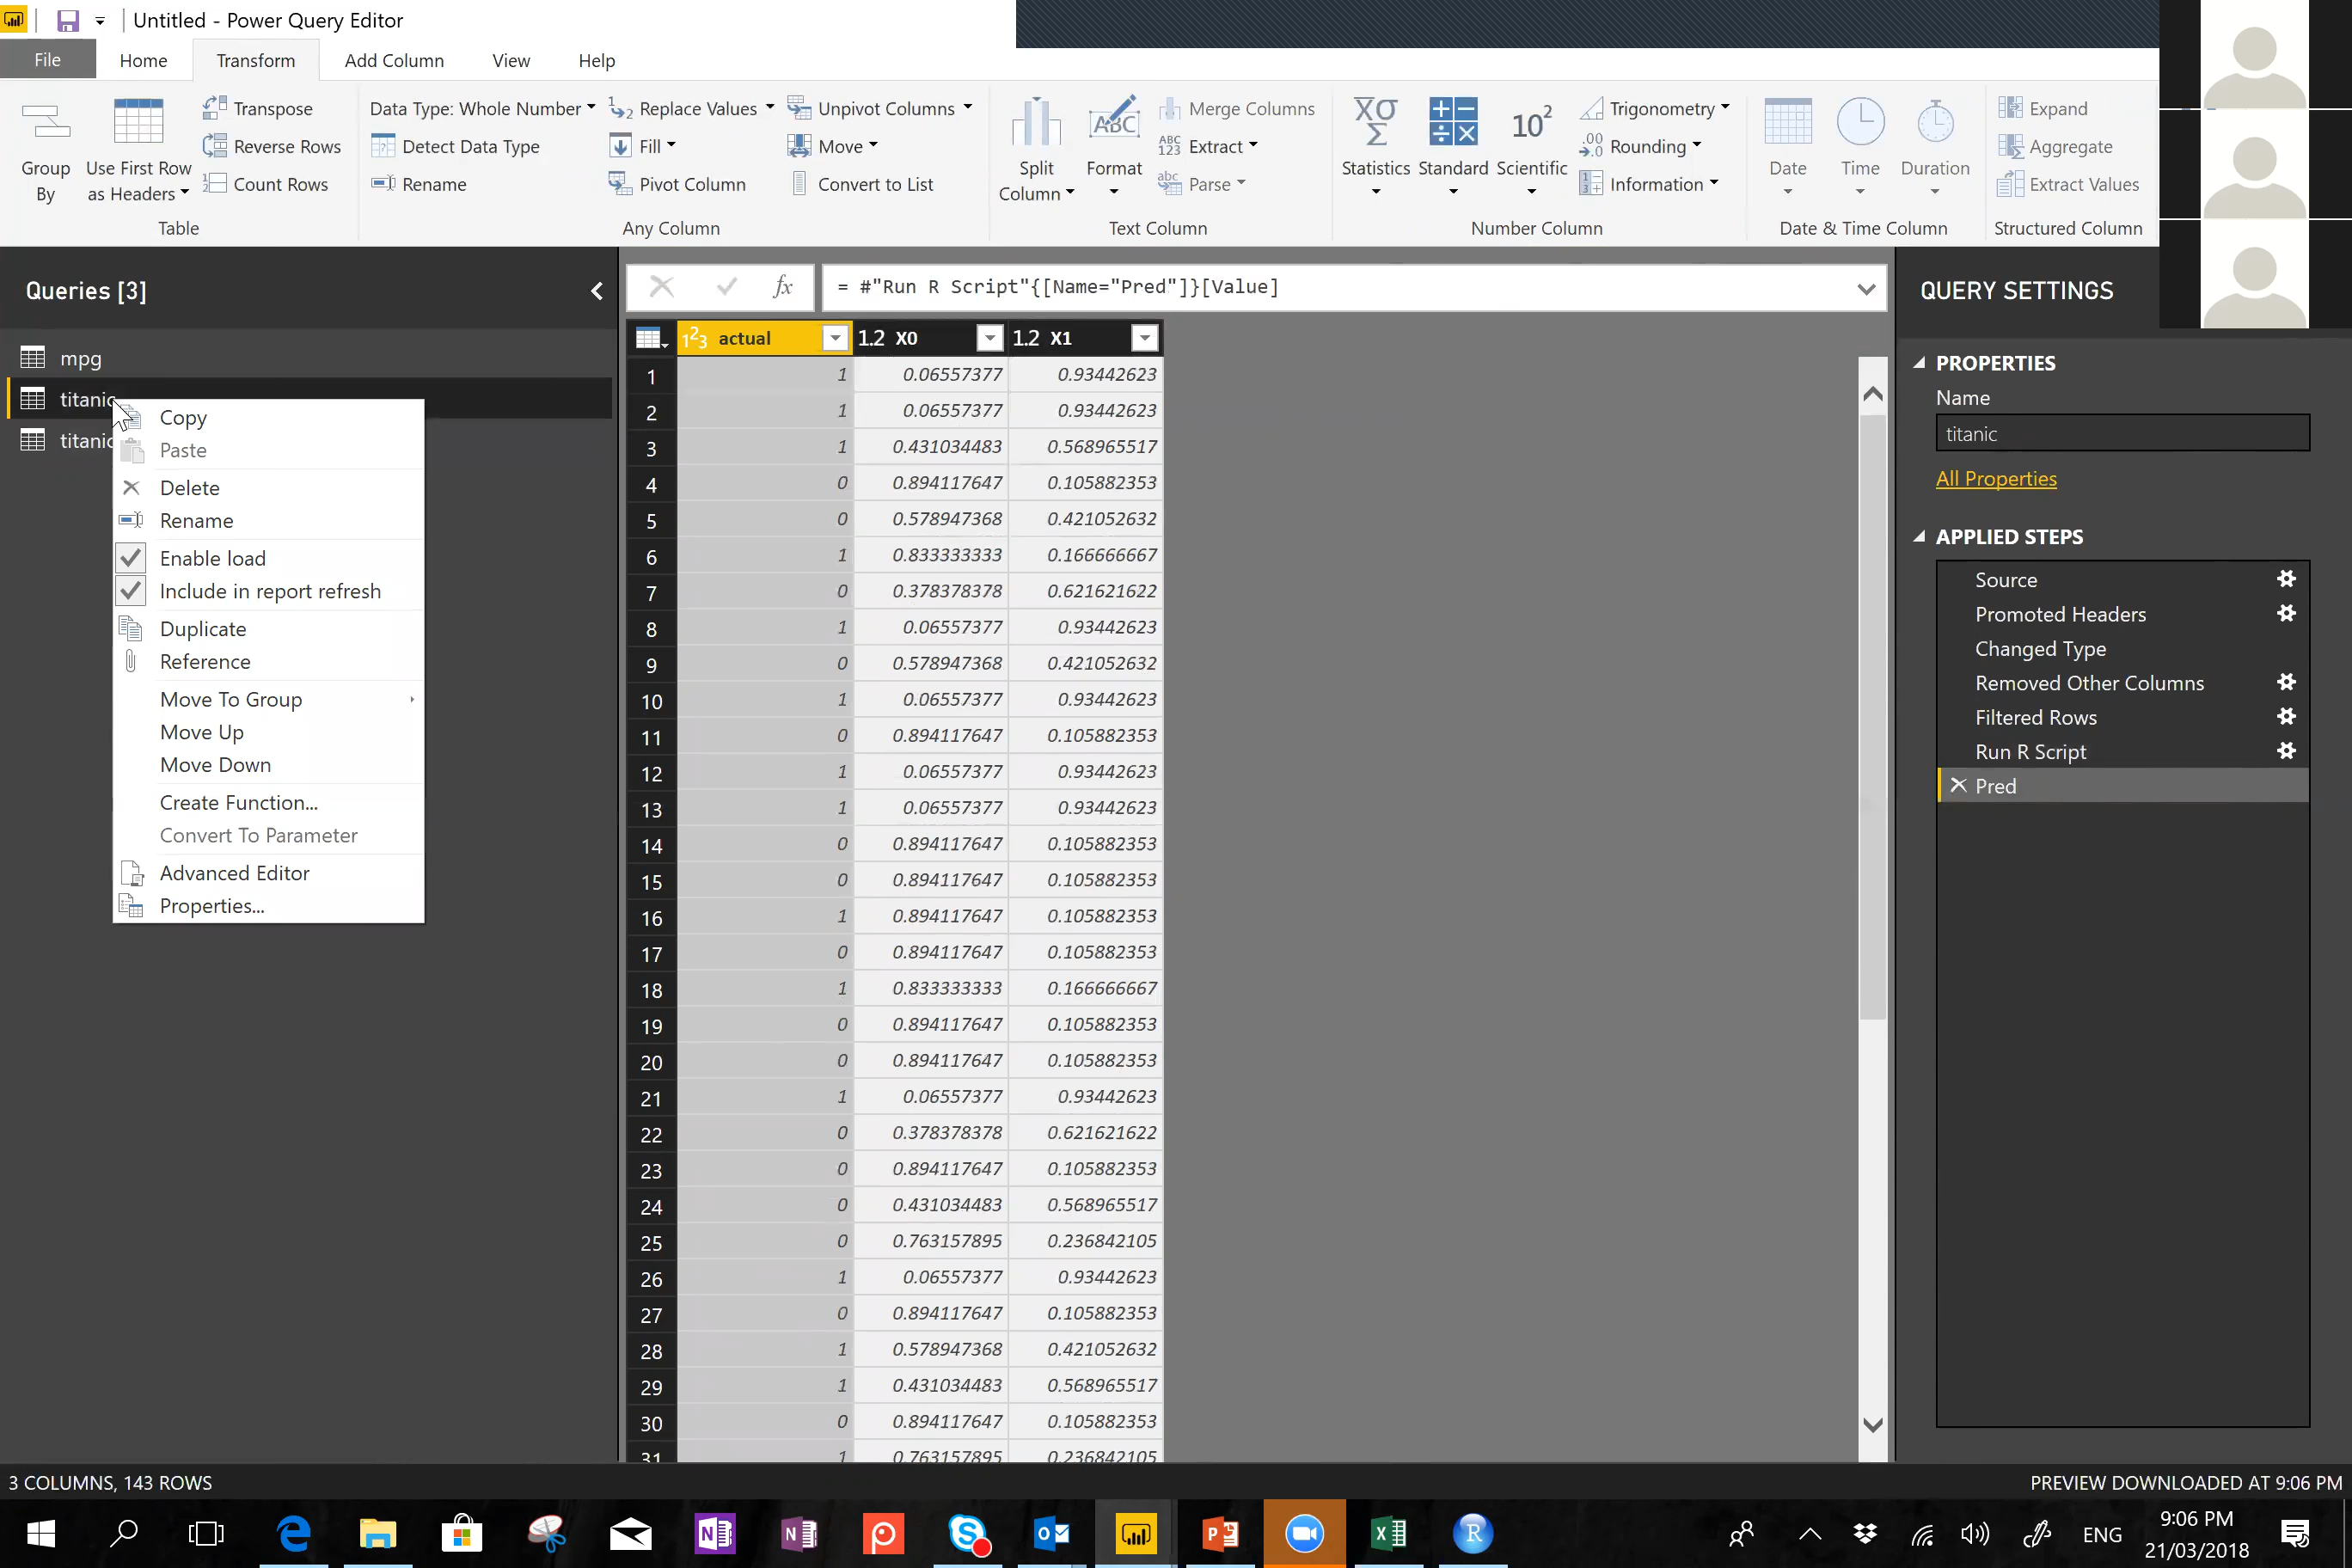 Untitled - Power Query Editor
File Home Transform Add Column View Help
Group By
Use First Row as Headers
Transpose
Reverse Rows
Count Rows
Table
Data Type: Whole Number
Detect Data Type
Rename
Replace Values
Fill
Pivot Column
Unpivot Columns
Move
Convert to List
Any Column
Split Column
ABC
Format
Merge Columns
ABC 123 Extract
abc Parse
Text Column
Χσ Σ
Statistics
Standard
10²
Scientific
Trigonometry
.00 →.0 Rounding
Information
Number Column
Date
Time
Duration
Date & Time Column
Expand
Aggregate
Extract Values
Structured Column
Queries [3]
mpg
titanic
titanic
Copy
Paste
Delete
Rename
Enable load
Include in report refresh
Duplicate
Reference
Move To Group
Move Up
Move Down
Create Function...
Convert To Parameter
Advanced Editor
Properties...
fx = #"Run R Script"{[Name="Pred"]}[Value]
1²3 actual 1.2 X0 1.2 X1
1 1 0.06557377 0.93442623
2 1 0.06557377 0.93442623
3 1 0.431034483 0.568965517
4 0 0.894117647 0.105882353
5 0 0.578947368 0.421052632
6 1 0.833333333 0.166666667
7 0 0.378378378 0.621621622
8 1 0.06557377 0.93442623
9 0 0.578947368 0.421052632
10 1 0.06557377 0.93442623
11 0 0.894117647 0.105882353
12 1 0.06557377 0.93442623
13 1 0.06557377 0.93442623
14 0 0.894117647 0.105882353
15 0 0.894117647 0.105882353
16 1 0.894117647 0.105882353
17 0 0.894117647 0.105882353
18 1 0.833333333 0.166666667
19 0 0.894117647 0.105882353
20 0 0.894117647 0.105882353
21 1 0.06557377 0.93442623
22 0 0.378378378 0.621621622
23 0 0.894117647 0.105882353
24 0 0.431034483 0.568965517
25 0 0.763157895 0.236842105
26 1 0.06557377 0.93442623
27 0 0.894117647 0.105882353
28 1 0.578947368 0.421052632
29 1 0.431034483 0.568965517
30 0 0.894117647 0.105882353
31 1 0.763157895 0.236842105
QUERY SETTINGS
PROPERTIES
Name
titanic
All Properties
APPLIED STEPS
Source
Promoted Headers
Changed Type
Removed Other Columns
Filtered Rows
Run R Script
Pred
3 COLUMNS, 143 ROWS
PREVIEW DOWNLOADED AT 9:06 PM
ENG
9:06 PM
21/03/2018